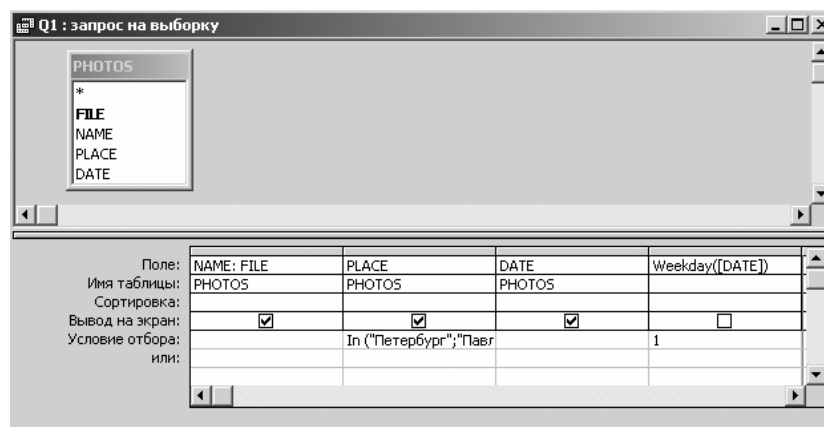 Q1 : запрос на выборку
PHOTOS
*
FILE
NAME
PLACE
DATE
Поле: NAME: FILE PLACE DATE Weekday([DATE])
Имя таблицы: PHOTOS PHOTOS PHOTOS
Сортировка:
Вывод на экран:
Условие отбора: In ("Петербург";"Павл 1
или: